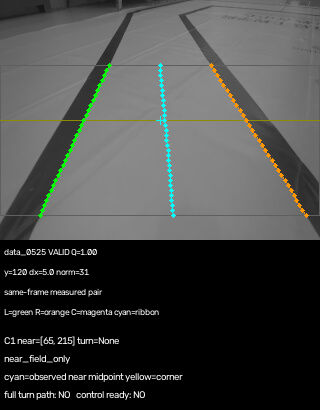 data_0525 VALID Q=1.00
y=120 dx=5.0 norm=31
same-frame measured pair
L=green R=orange C=magenta cyan=ribbon
C1 near=[65, 215] turn=None
near_field_only
cyan=observed near midpoint yellow=corner
full turn path: NO control ready: NO